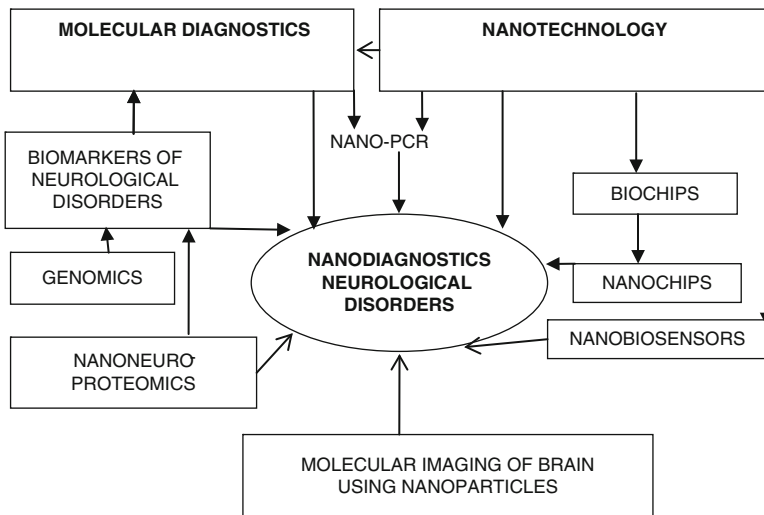 MOLECULAR DIAGNOSTICS
NANOTECHNOLOGY
NANO-PCR
BIOMARKERS OF
NEUROLOGICAL
DISORDERS
BIOCHIPS
GENOMICS
NANODIAGNOSTICS
NEUROLOGICAL
DISORDERS
NANOCHIPS
NANOBIOSENSORS
NANONEURO-
PROTEOMICS
MOLECULAR IMAGING OF BRAIN
USING NANOPARTICLES